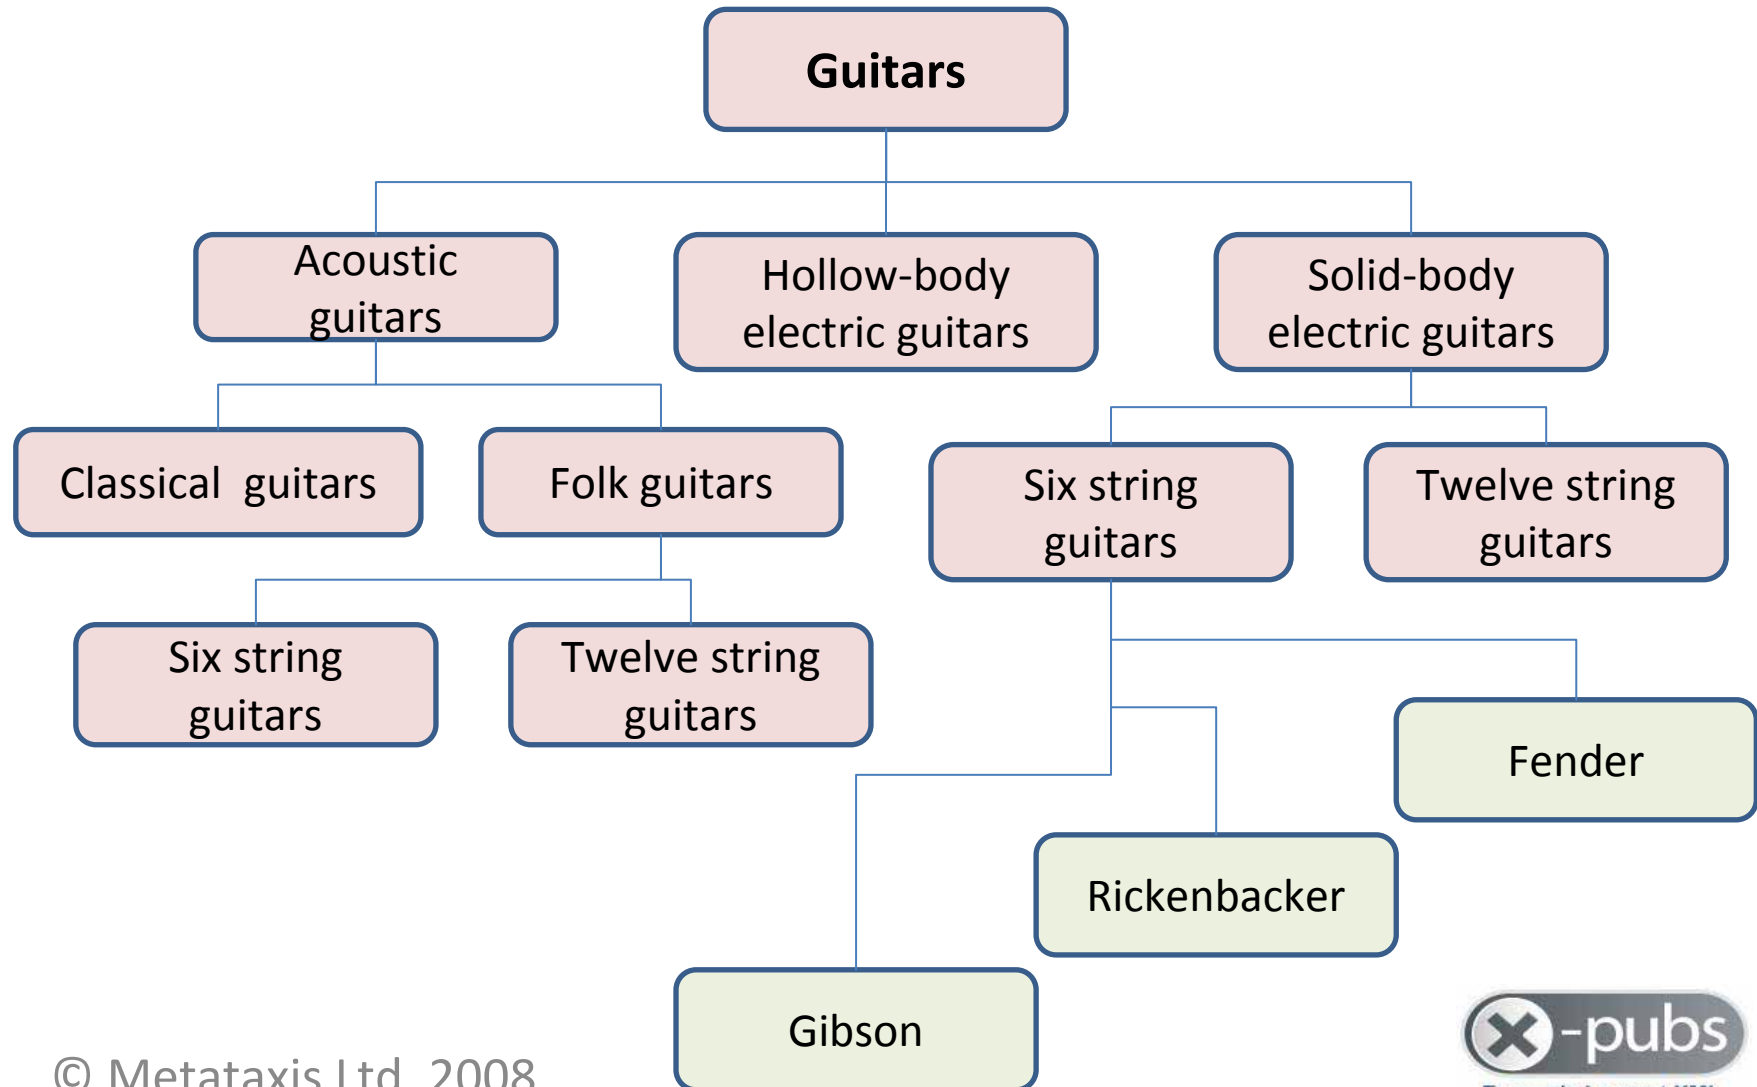 Guitars
Acoustic
guitars
Hollow-body
electric guitars
Solid-body
electric guitars
Classical guitars
Folk guitars
Six string
guitars
Twelve string
guitars
Six string
guitars
Twelve string
guitars
Fender
Rickenbacker
Gibson
© Metataxis Ltd. 2008
x-pubs